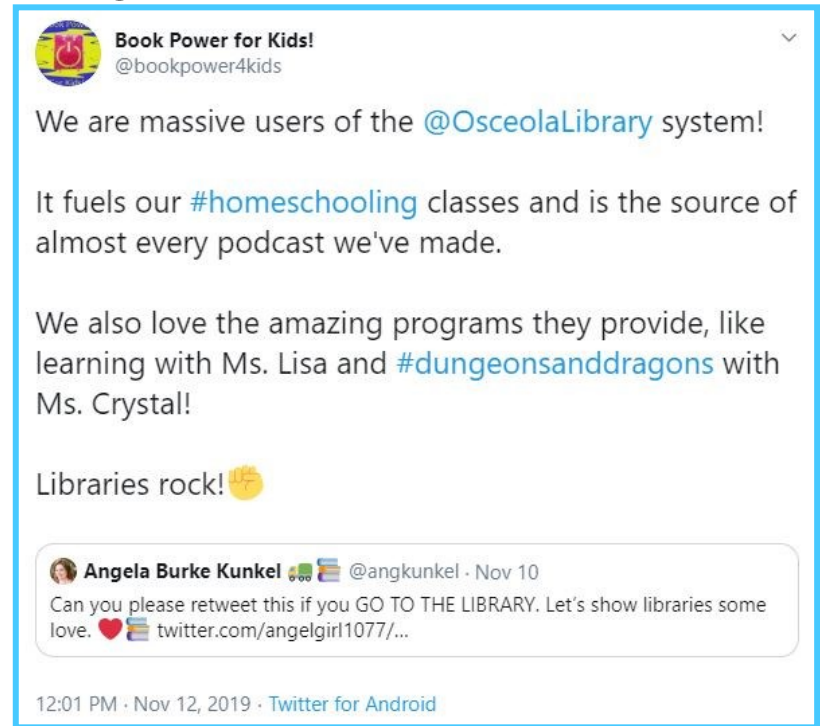 Book Power for Kids!
@bookpower4kids
We are massive users of the @OsceolaLibrary system!
It fuels our #homeschooling classes and is the source of
almost every podcast we've made.
We also love the amazing programs they provide, like
learning with Ms. Lisa and #dungeonsanddragons with
Ms. Crystal!
Libraries rock!✊
Angela Burke Kunkel 🚛📚 @angkunkel · Nov 10
Can you please retweet this if you GO TO THE LIBRARY. Let's show libraries some
love. ❤️📚 twitter.com/angelgirl1077/...
12:01 PM · Nov 12, 2019 · Twitter for Android